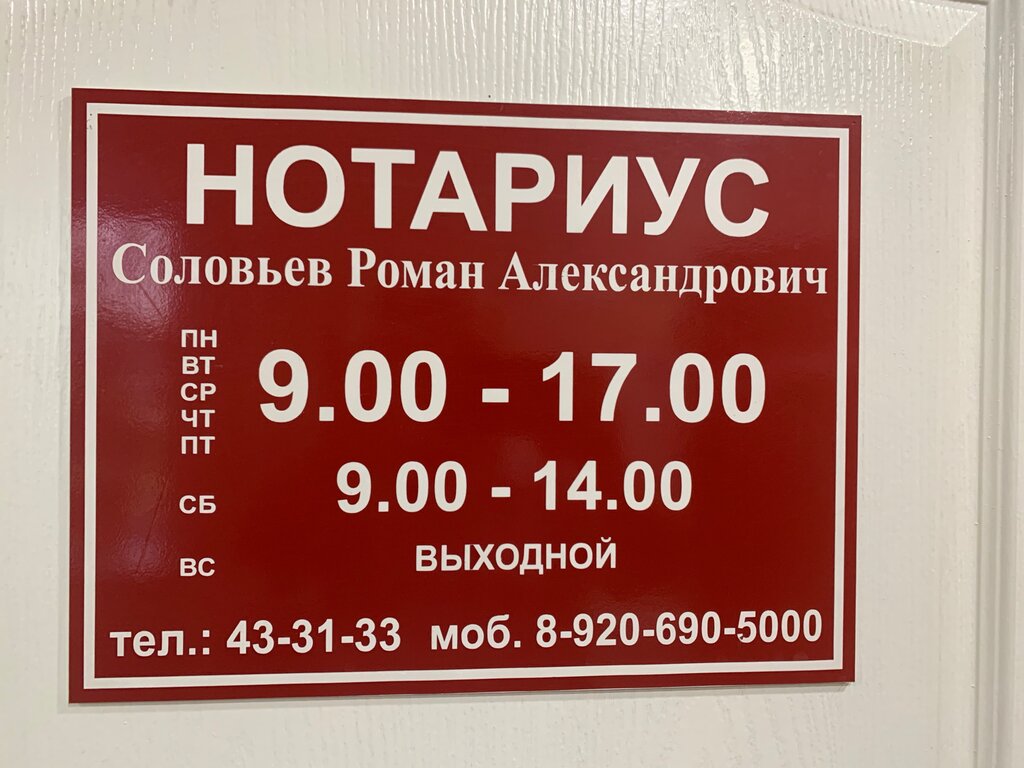 НОТАРИУС
Соловьев Роман Александрович
ПН
ВТ
СР
ЧТ
ПТ
9.00 - 17.00
СБ 9.00 - 14.00
ВС ВЫХОДНОЙ
тел.: 43-31-33 моб. 8-920-690-5000